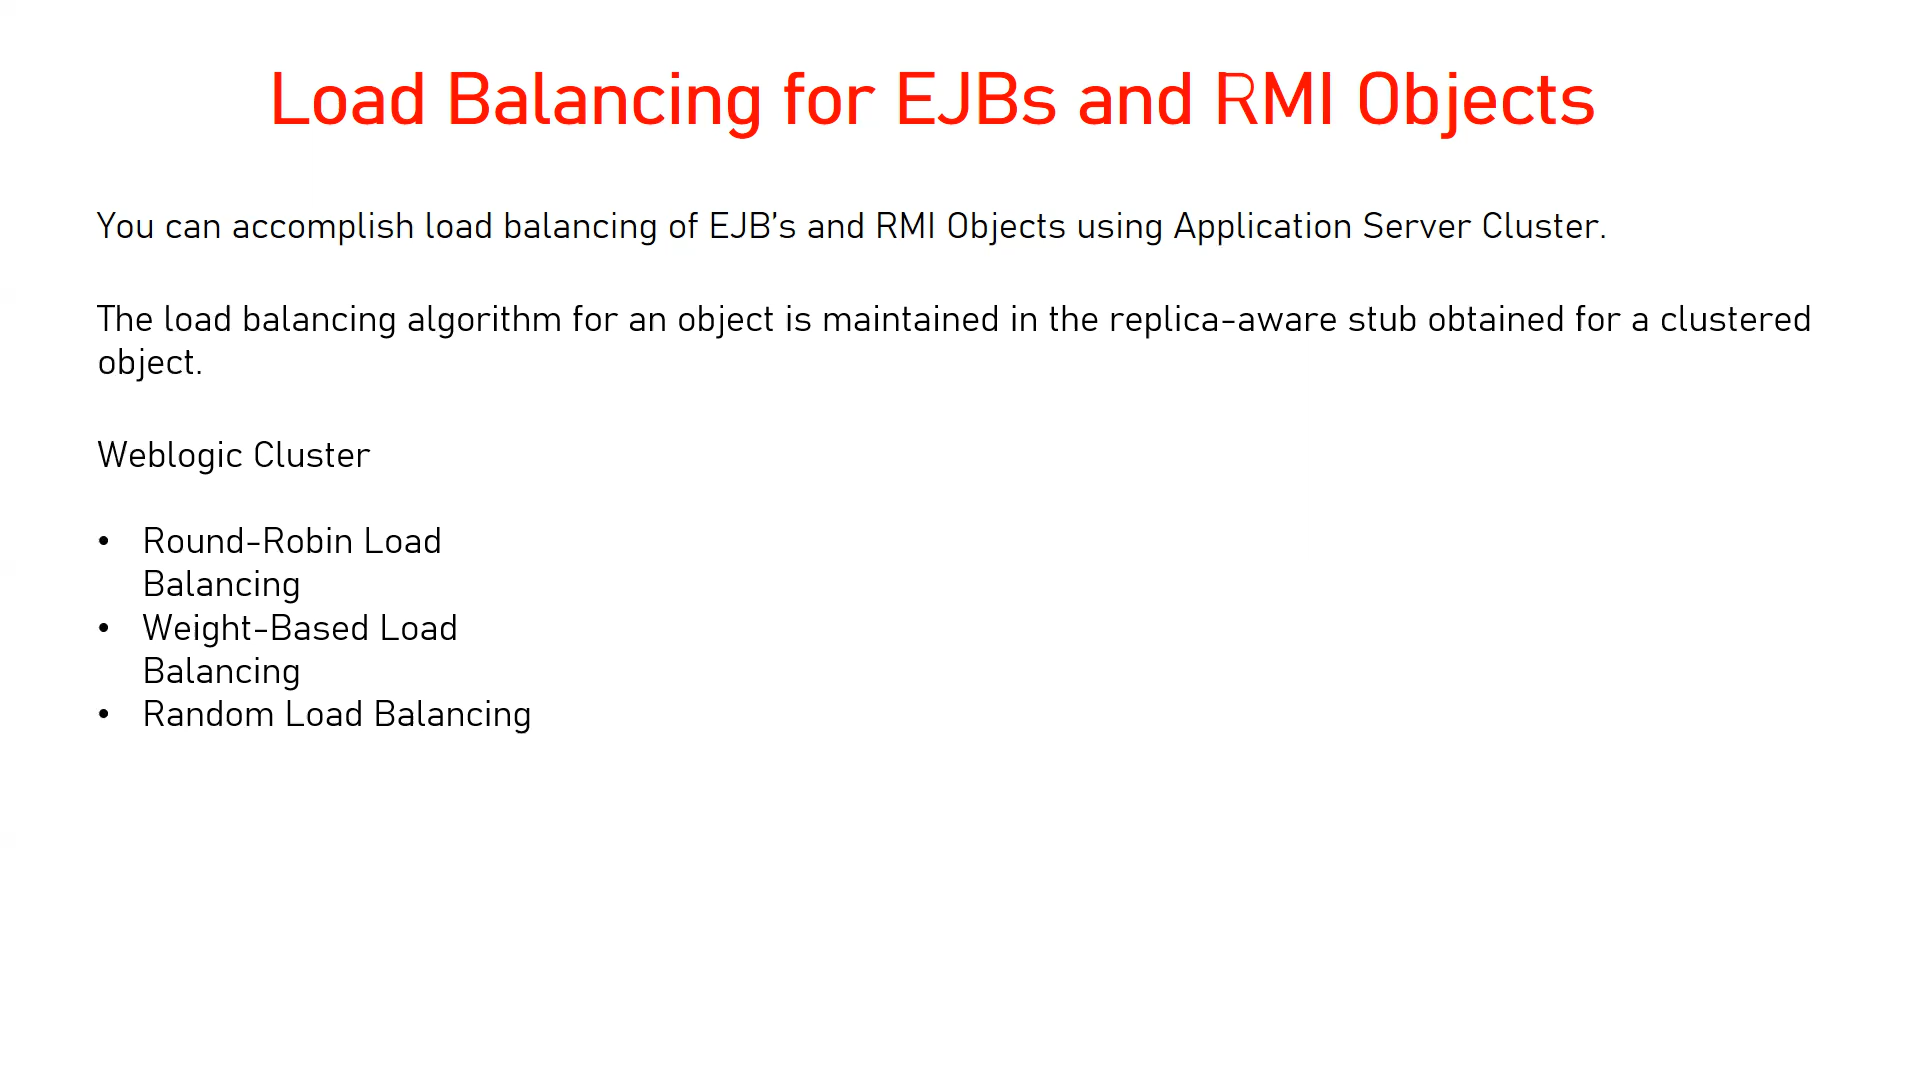 Load Balancing for EJBs and RMI Objects
You can accomplish load balancing of EJB's and RMI Objects using Application Server Cluster.
The load balancing algorithm for an object is maintained in the replica-aware stub obtained for a clustered
object.
Weblogic Cluster
• Round-Robin Load
Balancing
• Weight-Based Load
Balancing
• Random Load Balancing